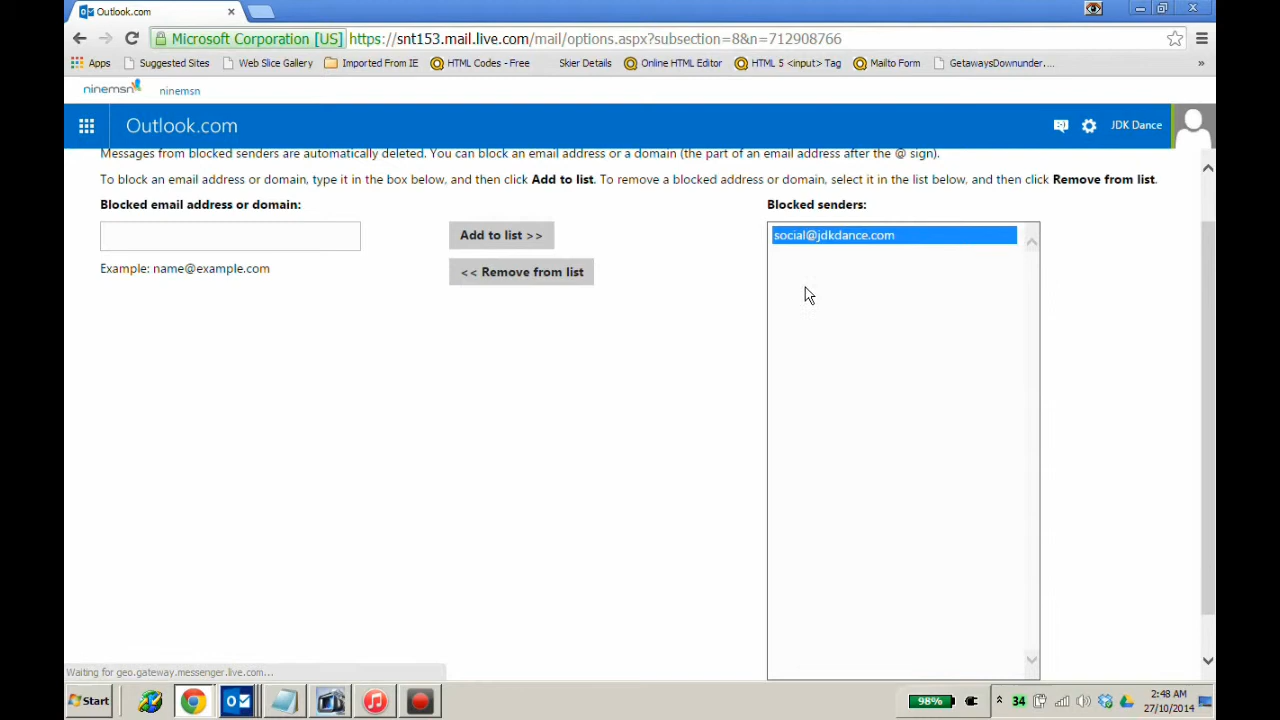 Outlook.com
Microsoft Corporation [US] https://snt153.mail.live.com/mail/options.aspx?subsection=8&n=712908766
Apps Suggested Sites Web Slice Gallery Imported From IE HTML Codes - Free Skier Details Online HTML Editor HTML 5 <input> Tag Mailto Form GetawaysDownunder.... »
ninemsn ninemsn
Outlook.com JDK Dance
Messages from blocked senders are automatically deleted. You can block an email address or a domain (the part of an email address after the @ sign).
To block an email address or domain, type it in the box below, and then click Add to list. To remove a blocked address or domain, select it in the list below, and then click Remove from list.
Blocked email address or domain: Blocked senders:
Add to list >> social@jdkdance.com
Example: name@example.com << Remove from list
Waiting for geo.gateway.messenger.live.com...
Start 98% 34 2:48 AM
27/10/2014